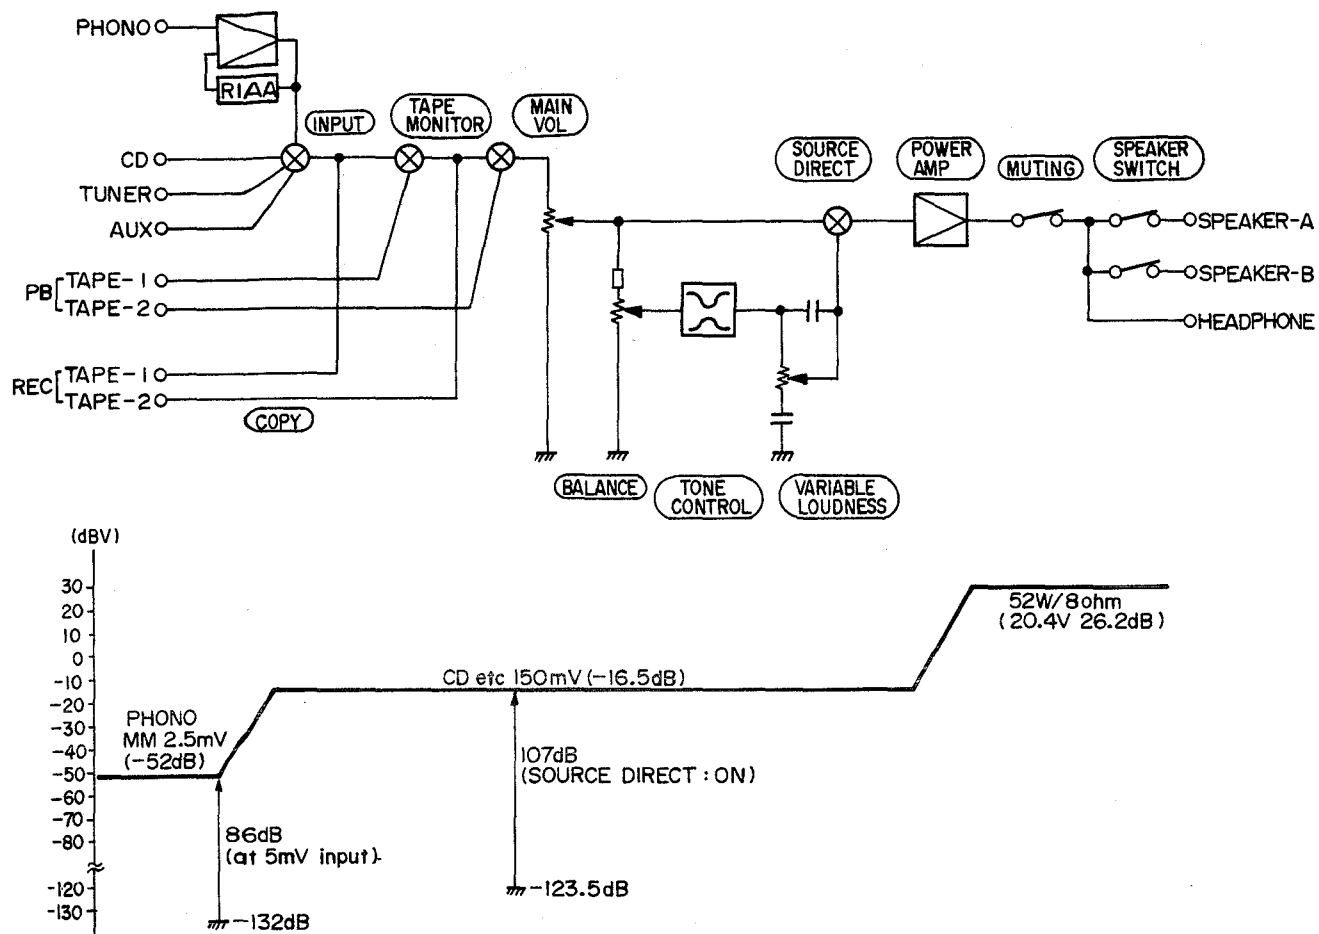 PHONO
RIAA
INPUT
TAPE
MONITOR
MAIN
VOL
SOURCE
DIRECT
POWER
AMP
MUTING
SPEAKER
SWITCH
CD
TUNER
AUX
PB
TAPE-1
TAPE-2
REC
TAPE-1
TAPE-2
COPY
SPEAKER-A
SPEAKER-B
HEADPHONE
BALANCE
TONE
CONTROL
VARIABLE
LOUDNESS
(dBV)
30
20
10
0
-10
-20
-30
-40
-50
-60
-70
-80
-120
-130
PHONO
MM 2.5mV
(-52dB)
86dB
(at 5mV input)
-132dB
CD etc 150mV (-16.5dB)
107dB
(SOURCE DIRECT : ON)
-123.5dB
52W/8ohm
(20.4V 26.2dB)